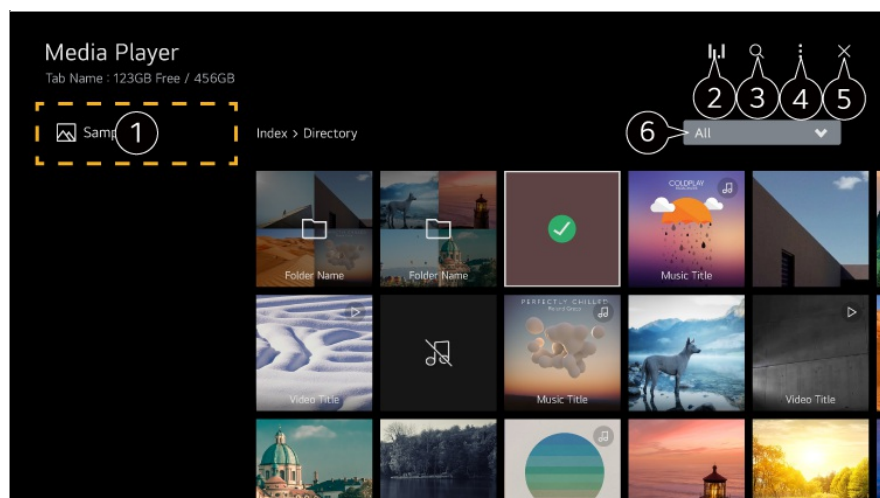 Media Player
Tab Name : 123GB Free / 456GB
2
3
4
5
1
Index > Directory
6
All
COLDPLAY
Folder Name
Folder Name
Music Title
PERFECTLY CHILLED
Video Title
Music Title
Video Title